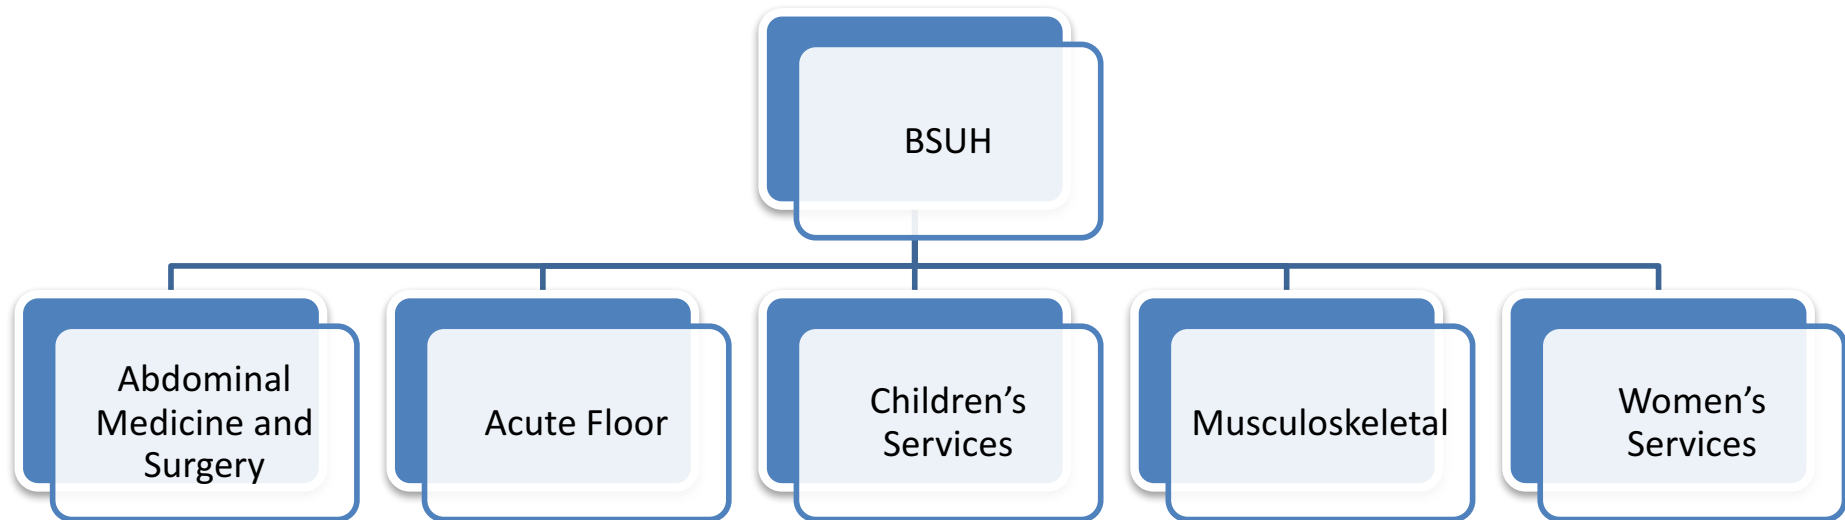 BSUH
Abdominal
Medicine and
Surgery
Acute Floor
Children’s
Services
Musculoskeletal
Women’s
Services